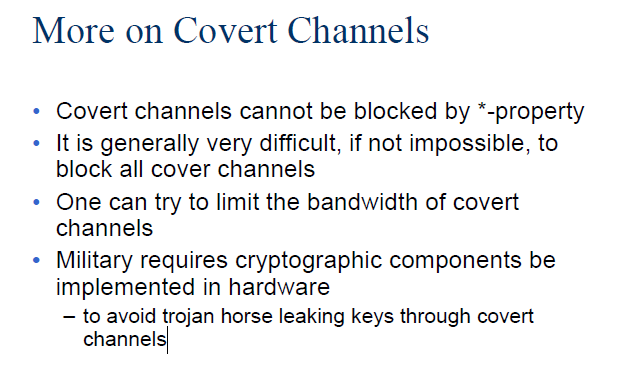 More on Covert Channels
• Covert channels cannot be blocked by *-property
• It is generally very difficult, if not impossible, to
block all cover channels
• One can try to limit the bandwidth of covert
channels
• Military requires cryptographic components be
implemented in hardware
– to avoid trojan horse leaking keys through covert
channels